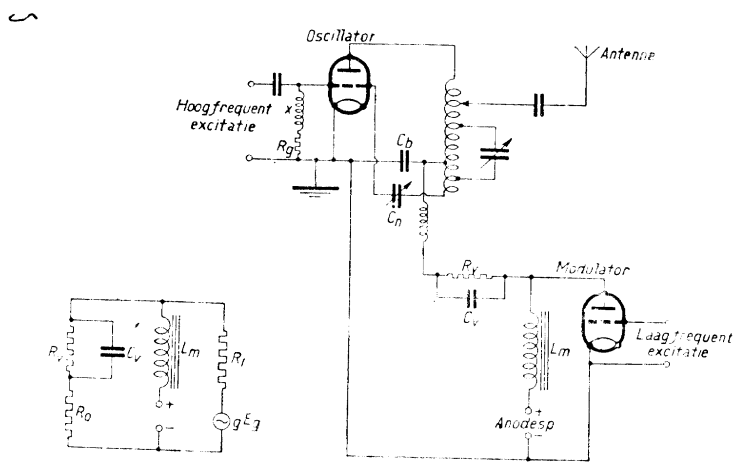 Oscillator
Antenne
Hoogfrequent
excitatie
x
Rg
Cb
Cn
Rx
Cv
Modulator
Lm
Laagfrequent
excitatie
+
Anodesp
−
Rv
Cv
Lm
Ri
+
−
Ro
gEg